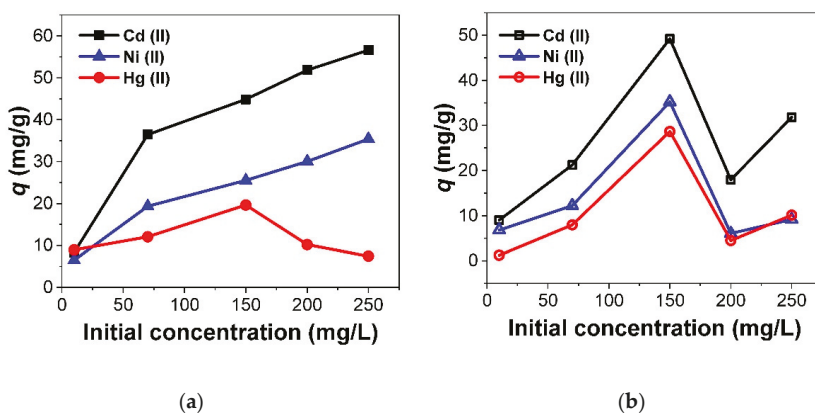 Cd (II)
Ni (II)
Hg (II)
q (mg/g)
60
50
40
30
20
10
0
0 50 100 150 200 250
Initial concentration (mg/L)
(a)
Cd (II)
Ni (II)
Hg (II)
q (mg/g)
50
40
30
20
10
0
0 50 100 150 200 250
Initial concentration (mg/L)
(b)